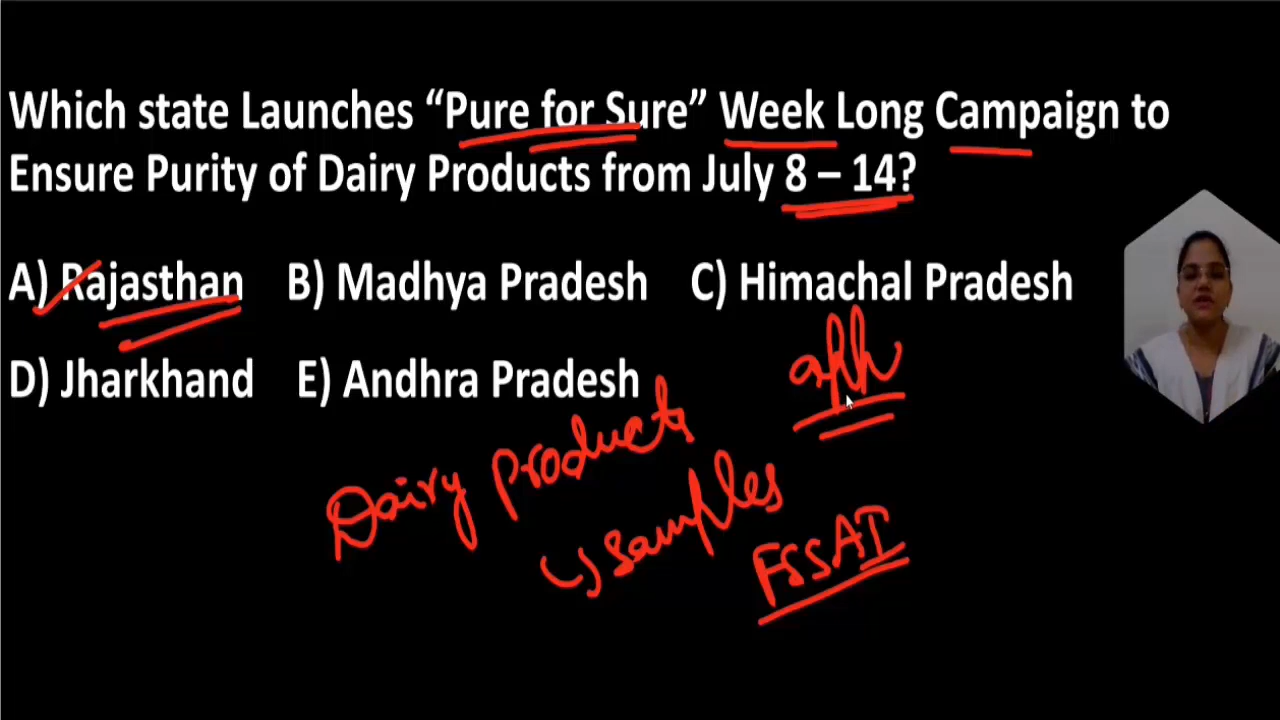 Which state Launches “Pure for Sure” Week Long Campaign to
Ensure Purity of Dairy Products from July 8 – 14?
A) Rajasthan B) Madhya Pradesh C) Himachal Pradesh
D) Jharkhand E) Andhra Pradesh
Dairy products
samples
FSSAI